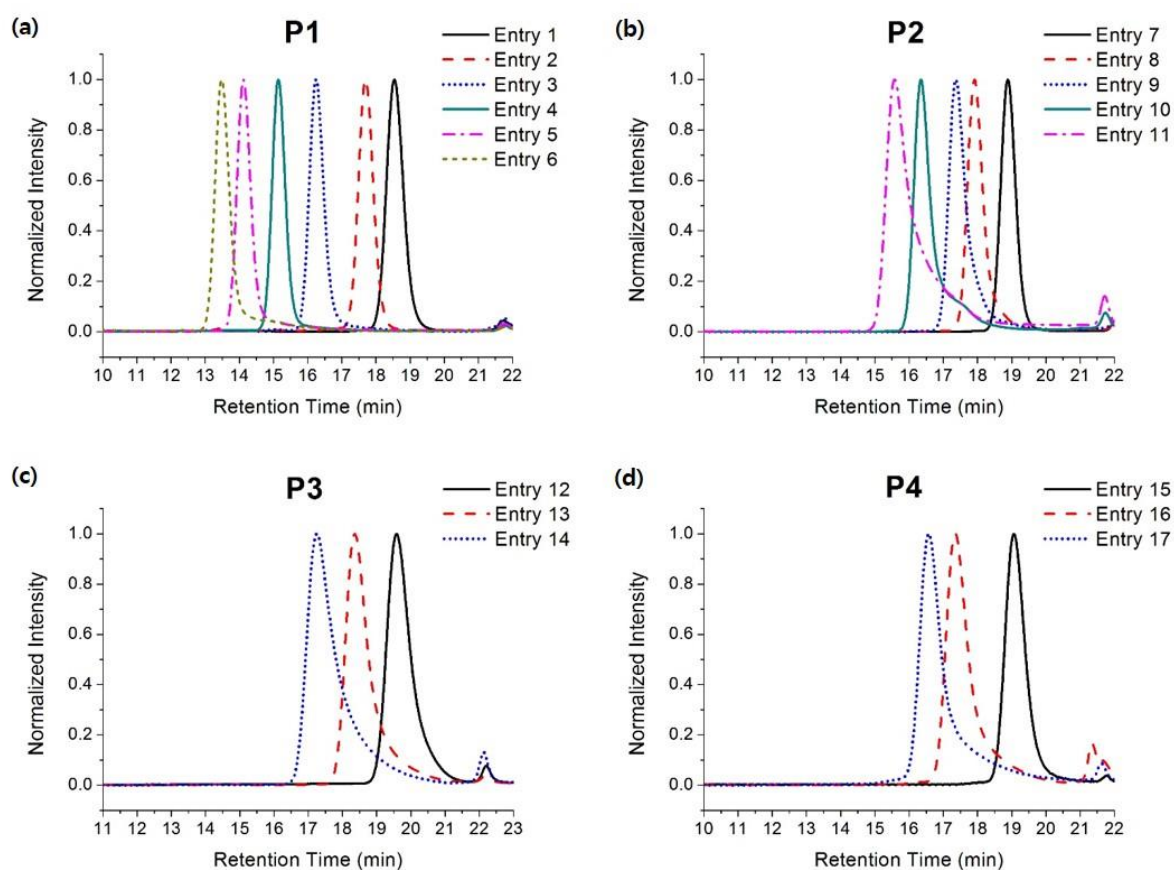 (a)
P1
Entry 1
Entry 2
Entry 3
Entry 4
Entry 5
Entry 6
Normalized Intensity
1.0
0.8
0.6
0.4
0.2
0.0
10 11 12 13 14 15 16 17 18 19 20 21 22
Retention Time (min)
(b)
P2
Entry 7
Entry 8
Entry 9
Entry 10
Entry 11
Normalized Intensity
1.0
0.8
0.6
0.4
0.2
0.0
10 11 12 13 14 15 16 17 18 19 20 21 22
Retention Time (min)
(c)
P3
Entry 12
Entry 13
Entry 14
Normalized Intensity
1.0
0.8
0.6
0.4
0.2
0.0
11 12 13 14 15 16 17 18 19 20 21 22 23
Retention Time (min)
(d)
P4
Entry 15
Entry 16
Entry 17
Normalized Intensity
1.0
0.8
0.6
0.4
0.2
0.0
10 11 12 13 14 15 16 17 18 19 20 21 22
Retention Time (min)